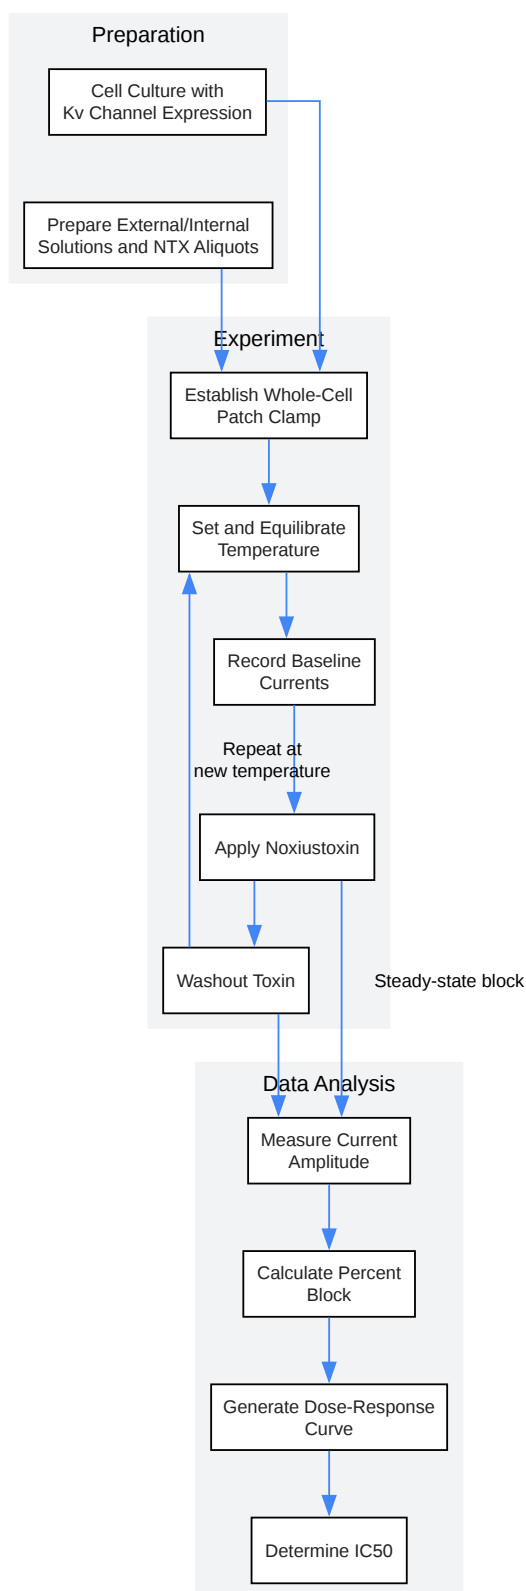 Preparation
Cell Culture with
Kv Channel Expression
Prepare External/Internal
Solutions and NTX Aliquots
Experiment
Establish Whole-Cell
Patch Clamp
Set and Equilibrate
Temperature
Record Baseline
Currents
Repeat at
new temperature
Apply Noxiustoxin
Washout Toxin
Steady-state block
Data Analysis
Measure Current
Amplitude
Calculate Percent
Block
Generate Dose-Response
Curve
Determine IC50